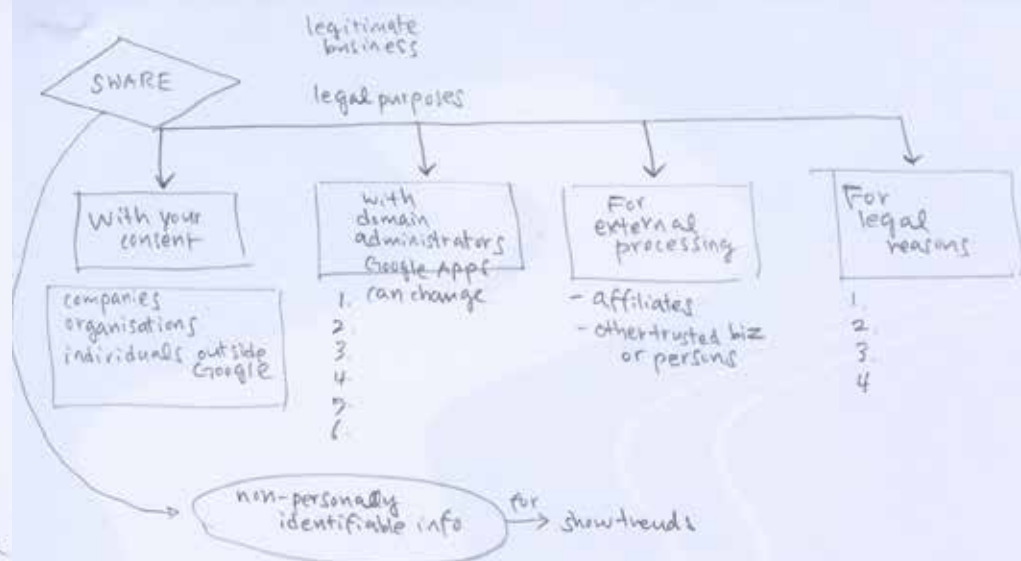 legitimate
business
SHARE
legal purposes
With your
consent
companies
organisations
individuals outside
Google
with
domain
administrators
Google Apps
can change
1.
2.
3.
4.
5.
6.
For
external
processing
- affiliates
- other trusted biz
or persons
For
legal
reasons
1.
2.
3.
4
non-personally
identifiable info
for
show trends